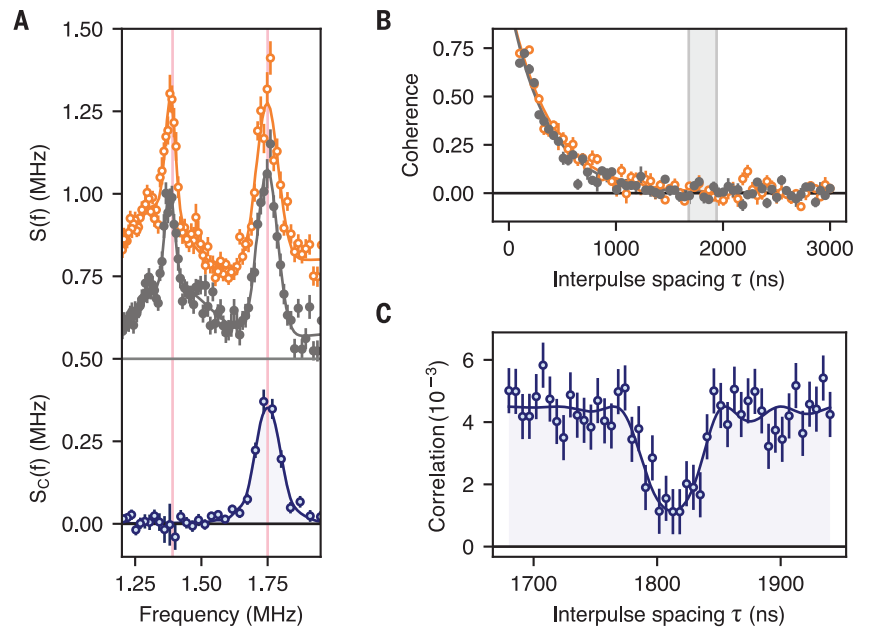 A
S(f) (MHz)
1.50
1.25
1.00
0.75
0.50
S_C(f) (MHz)
0.25
0.00
1.25 1.50 1.75
Frequency (MHz)
B
Coherence
0.75
0.50
0.25
0.00
0 1000 2000 3000
Interpulse spacing τ (ns)
C
Correlation (10⁻³)
6
4
2
0
1700 1800 1900
Interpulse spacing τ (ns)